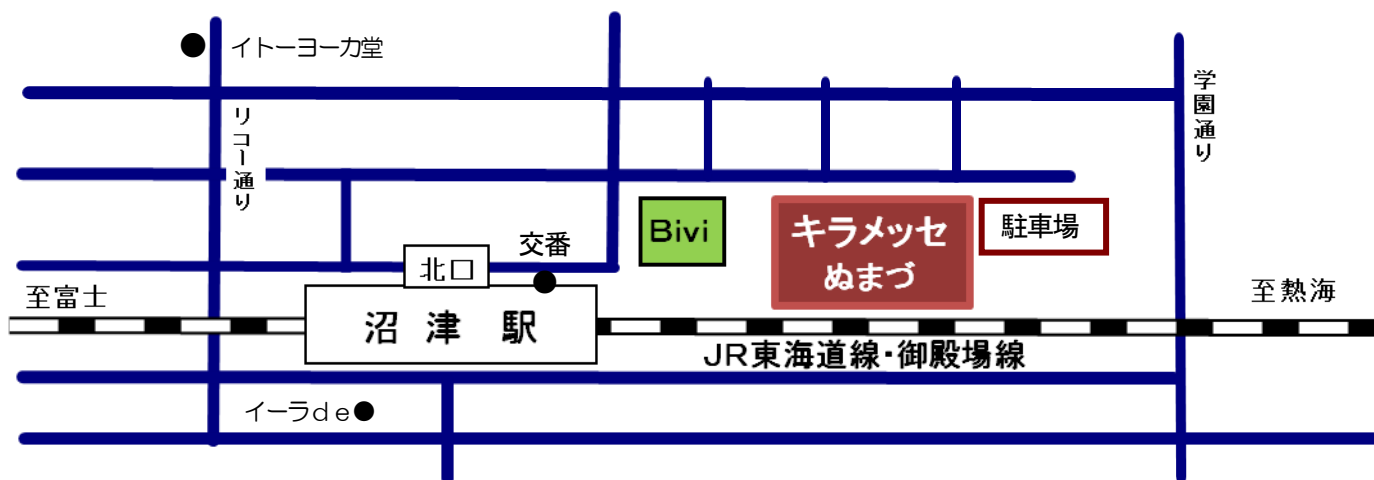 イトーヨーカ堂
リコー通り
学園通り
Bivi
キラメッセ
ぬまづ
駐車場
交番
北口
至富士
至熱海
沼津駅
JR東海道線・御殿場線
イーラde